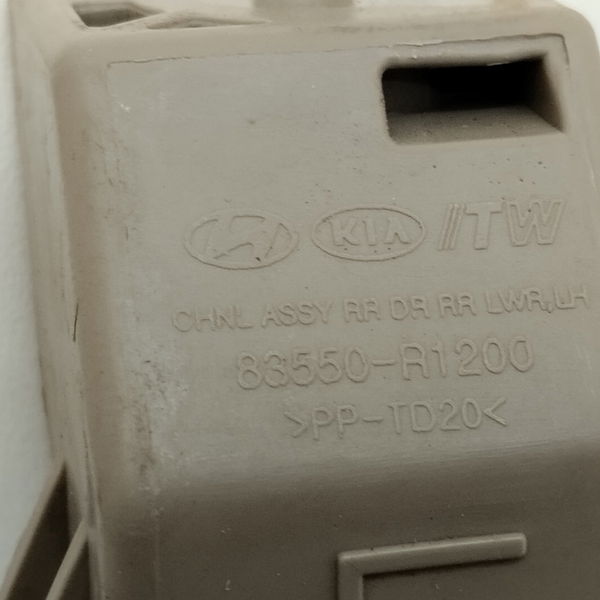 KIA ITW
CHNL ASSY RR DR RR LWR,LH
83550-R1200
>PP-TD20<